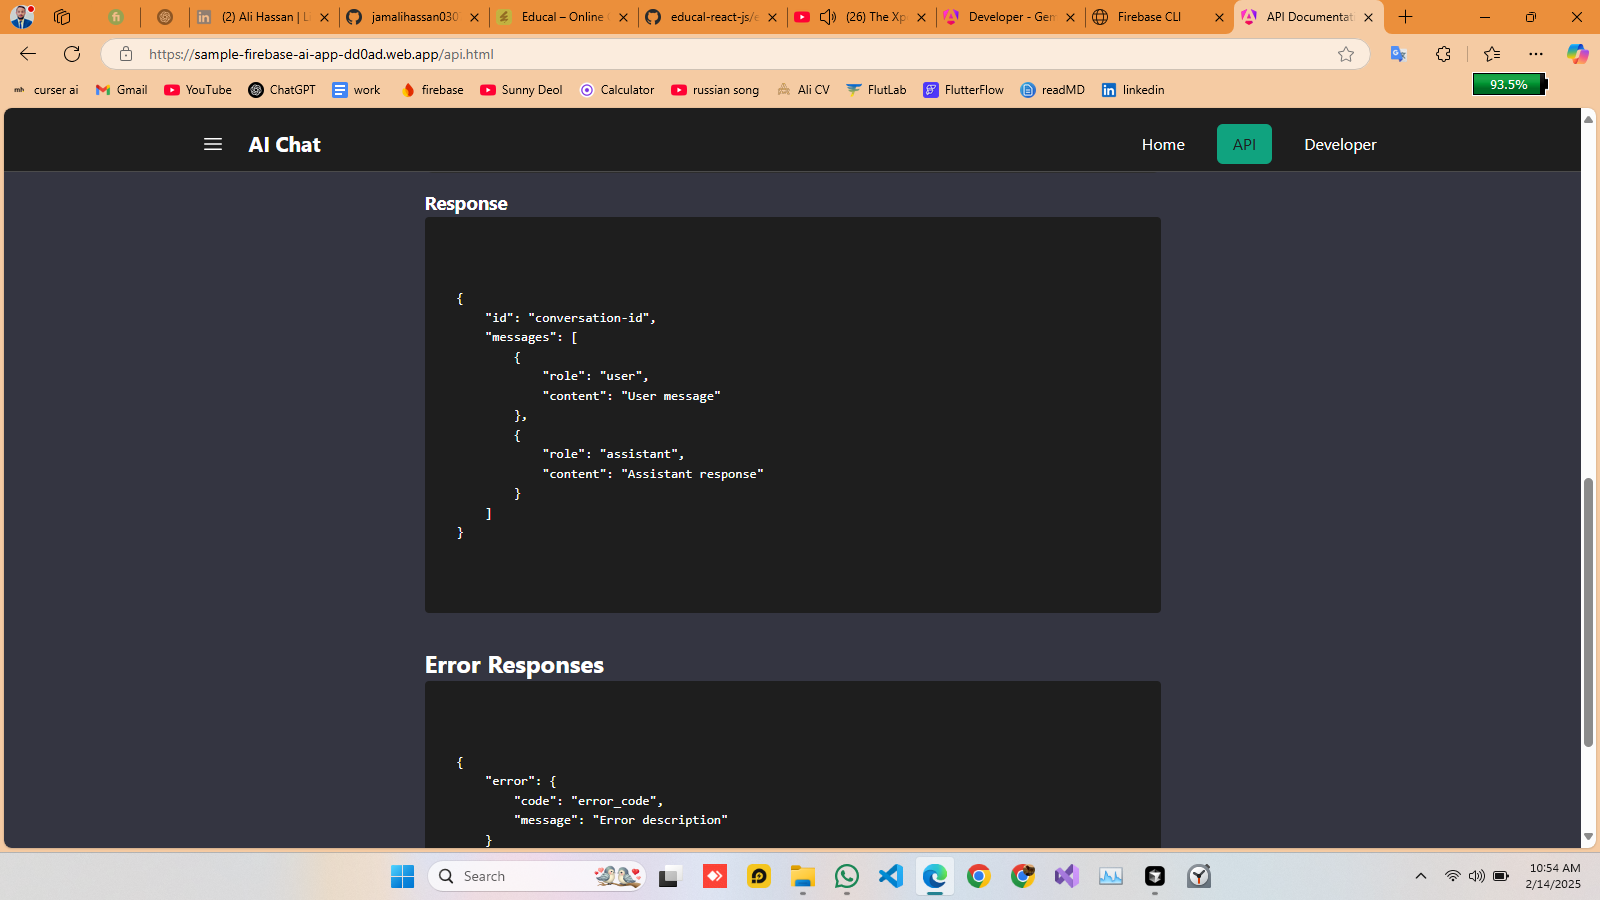 (2) Ali Hassan | Li
jamalihassan030
Educal – Online
educal-react-js/e
(26) The Xp
Developer - Gem
Firebase CLI
API Documentat
https://sample-firebase-ai-app-dd0ad.web.app/api.html
curser ai
Gmail
YouTube
ChatGPT
work
firebase
Sunny Deol
Calculator
russian song
Ali CV
FlutLab
FlutterFlow
readMD
linkedin
93.5%
AI Chat
Home
API
Developer
Response
{
"id": "conversation-id",
"messages": [
{
"role": "user",
"content": "User message"
},
{
"role": "assistant",
"content": "Assistant response"
}
]
}
Error Responses
{
"error": {
"code": "error_code",
"message": "Error description"
}
Search
10:54 AM
2/14/2025